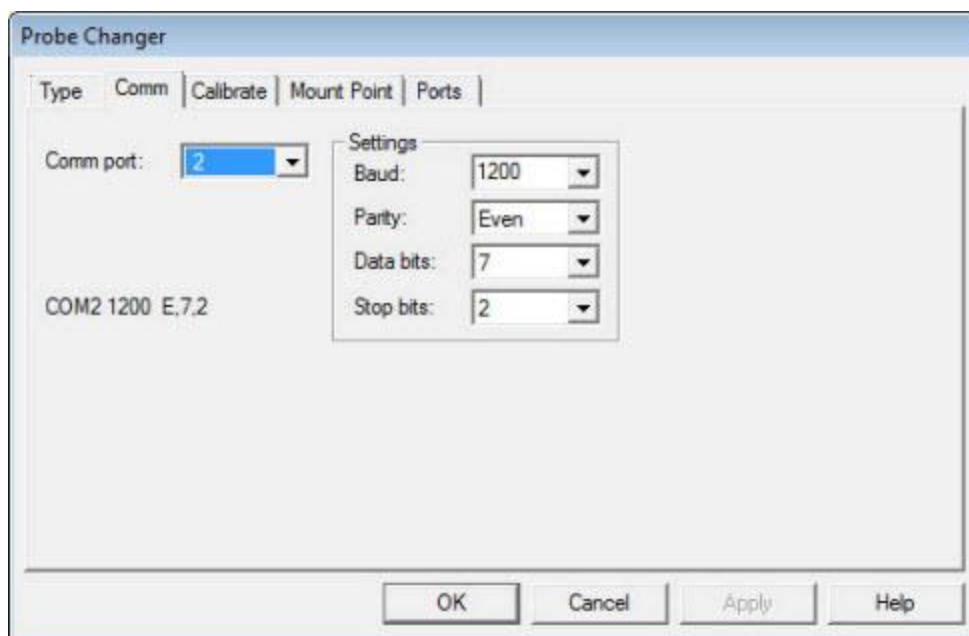 Probe Changer
Type Comm Calibrate Mount Point Ports
Comm port: 2
Settings
Baud: 1200
Parity: Even
Data bits: 7
Stop bits: 2
COM2 1200 E,7,2
OK Cancel Apply Help